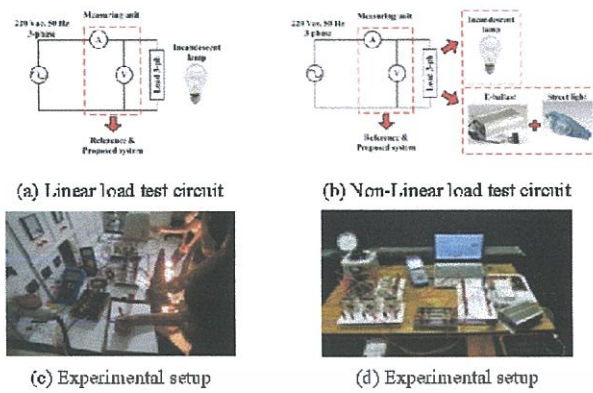 Measuring unit
220 Vac, 50 Hz
3-phase
A
V
Load 3-ph
Incandescent
lamp
Reference &
Proposed system
(a) Linear load test circuit
Measuring unit
220 Vac, 50 Hz
3-phase
A
V
Load 3-ph
Incandescent
lamp
E-ballast
Street light
+
Reference &
Proposed system
(b) Non-Linear load test circuit
(c) Experimental setup
(d) Experimental setup